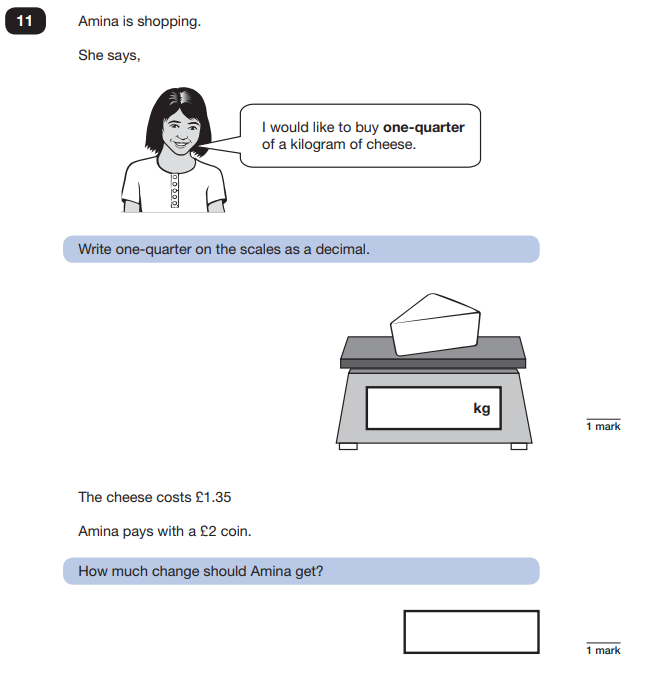 11
Amina is shopping.
She says,
I would like to buy one-quarter
of a kilogram of cheese.
Write one-quarter on the scales as a decimal.
kg
1 mark
The cheese costs £1.35
Amina pays with a £2 coin.
How much change should Amina get?
1 mark